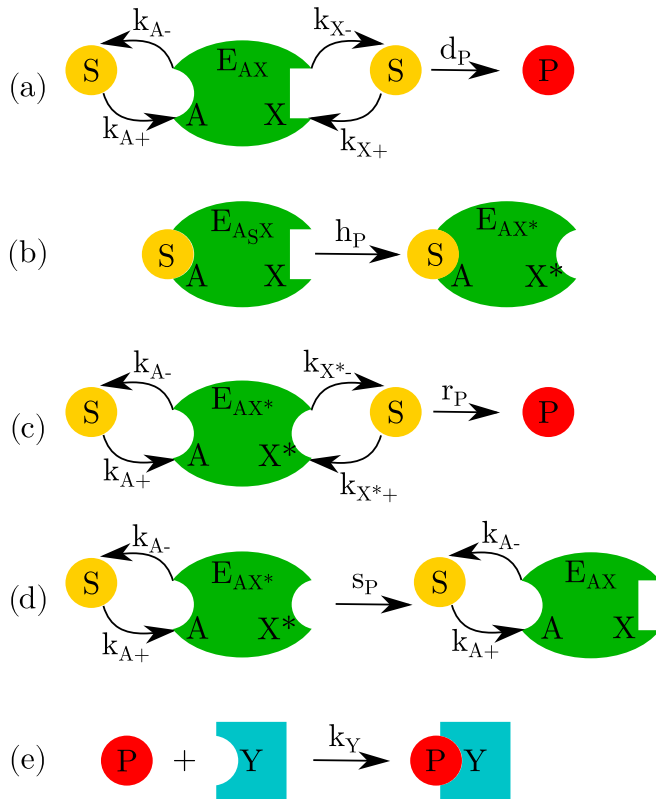 (a) S k_A- k_A+ E_AX A X k_X- k_X+ S d_P P
(b) S E_A_SX A X h_P S E_AX* A X*
(c) S k_A- k_A+ E_AX* A X* k_X*- k_X*+ S r_P P
(d) S k_A- k_A+ E_AX* A X* s_P S k_A- k_A+ E_AX A X
(e) P + Y k_Y P Y